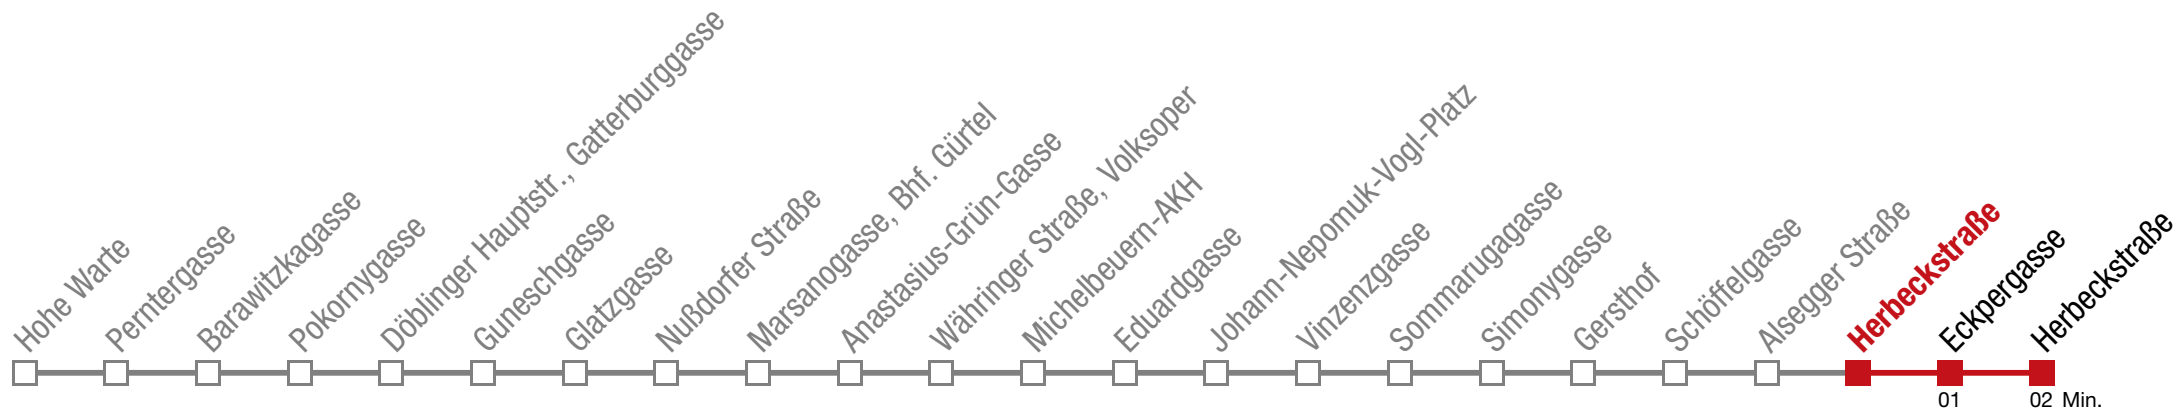 Hohe Warte
Perntergasse
Barawitzkagasse
Pokornygasse
Döblinger Hauptstr., Gatterburggasse
Guneschgasse
Glatzgasse
Nußdorfer Straße
Marsanogasse, Bhf. Gürtel
Anastasius-Grün-Gasse
Währinger Straße, Volksoper
Michelbeuern-AKH
Eduardgasse
Johann-Nepomuk-Vogl-Platz
Vinzenzgasse
Sommarugagasse
Simonygasse
Gersthof
Schöffelgasse
Alsegger Straße
Herbeckstraße
Eckpergasse
Herbeckstraße
01
02 Min.